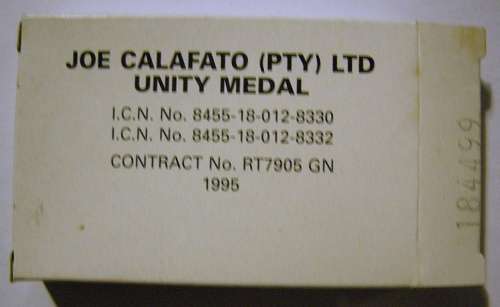 JOE CALAFATO (PTY) LTD
UNITY MEDAL
I.C.N. No. 8455-18-012-8330
I.C.N. No. 8455-18-012-8332
CONTRACT No. RT7905 GN
1995
184499